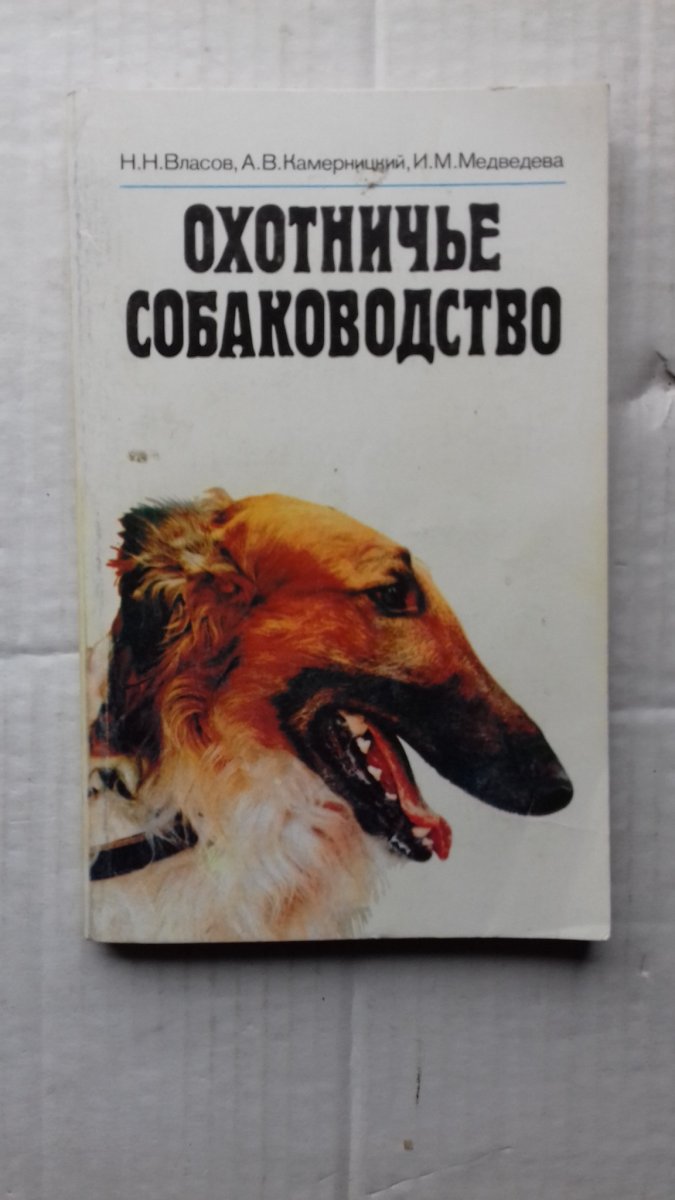 Н.Н.Власов, А.В.Камерницкий, И.М.Медведева
ОХОТНИЧЬЕ
СОБАКОВОДСТВО